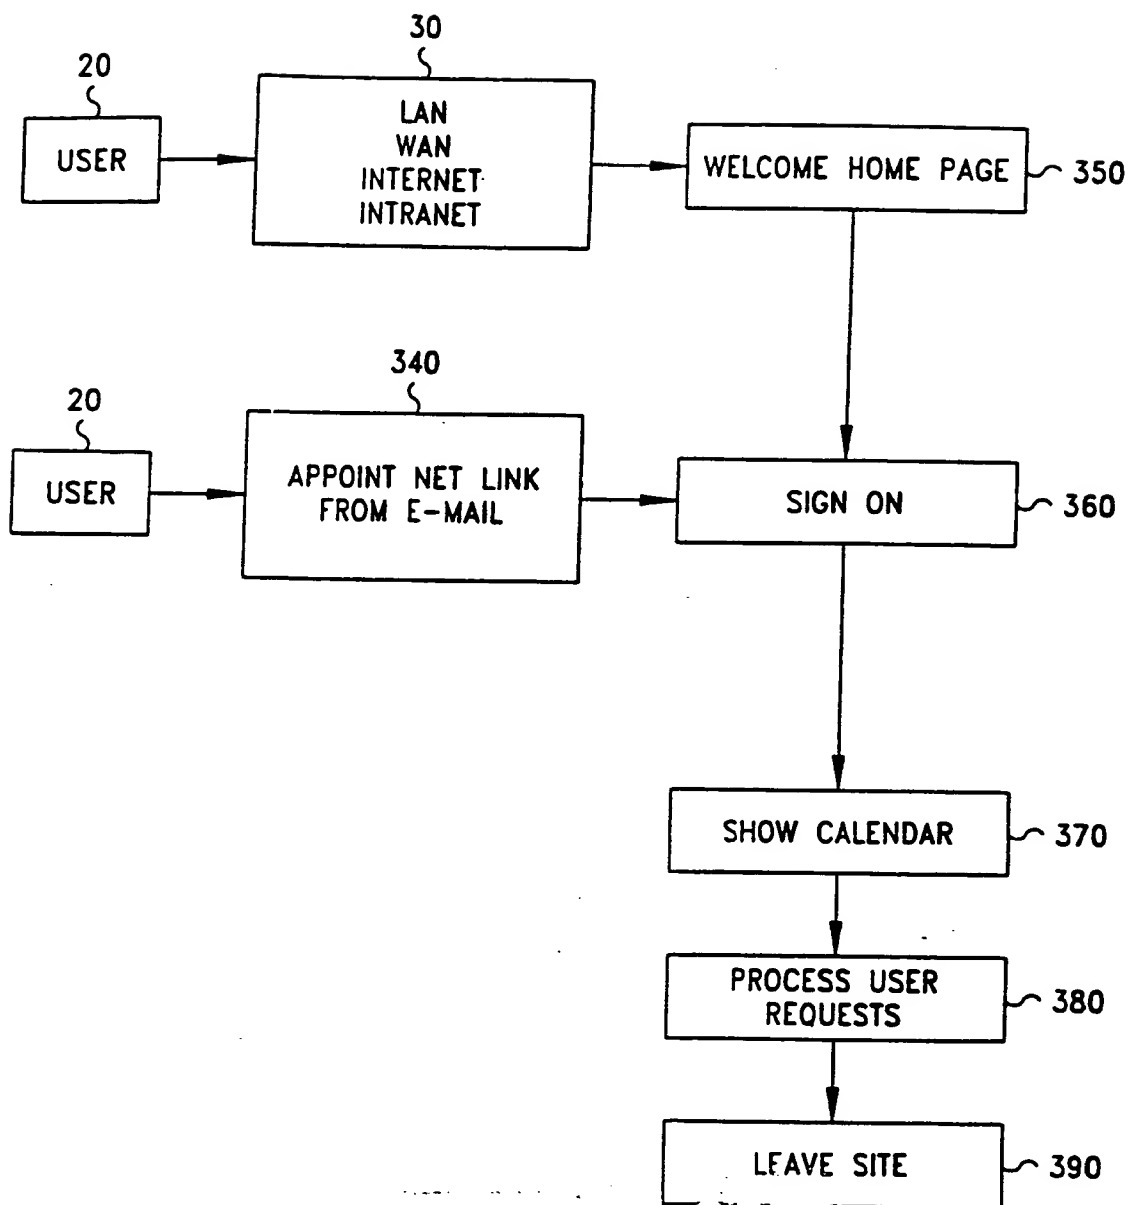 30
20
LAN
WAN
INTERNET
INTRANET
USER
WELCOME HOME PAGE
350
340
20
APPOINT NET LINK
FROM E-MAIL
USER
SIGN ON
360
SHOW CALENDAR
370
PROCESS USER
REQUESTS
380
LEAVE SITE
390